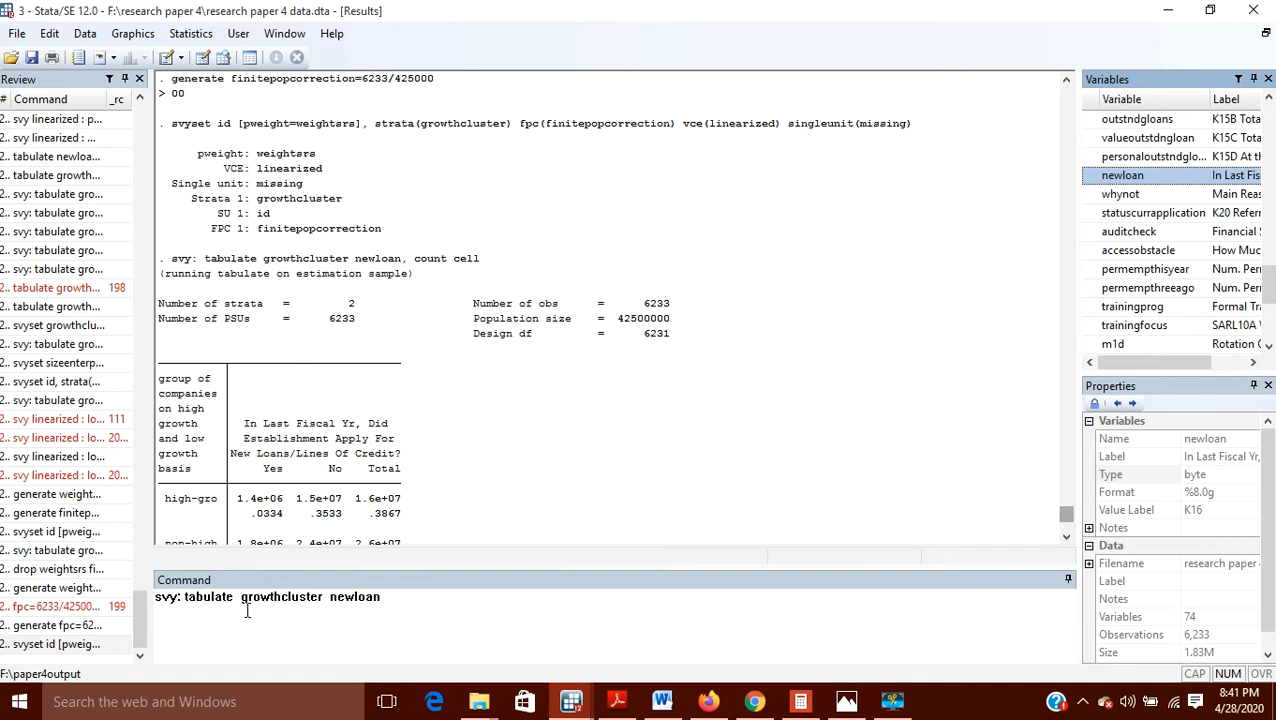 3 - Stata/SE 12.0 - F:\research paper 4\research paper 4 data.dta - [Results]
File Edit Data Graphics Statistics User Window Help
Review
# Command _rc
2.. svy linearized : p...
2.. svy linearized : ...
2.. tabulate newloa...
2.. tabulate growth...
2.. svy: tabulate gro...
2.. svy: tabulate gro...
2.. svy: tabulate gro...
2.. svy: tabulate gro...
2.. svy: tabulate gro...
2.. tabulate growth... 198
2.. tabulate growth...
2.. svyset growthclu...
2.. svy: tabulate gro...
2.. svyset sizeenterp...
2.. svyset id, strata(...
2.. svy: tabulate gro...
2.. svy linearized : lo... 111
2.. svy linearized : lo... 20...
2.. svy linearized : lo...
2.. svy linearized : lo... 20...
2.. generate weight...
2.. generate finitep...
2.. svyset id [pweig...
2.. svy: tabulate gro...
2.. drop weightsrs fi...
2.. generate weight...
2.. fpc=6233/42500... 199
2.. generate fpc=62...
2.. svyset id [pweig...
. generate finitepopcorrection=6233/425000
> 00
. svyset id [pweight=weightsrs], strata(growthcluster) fpc(finitepopcorrection) vce(linearized) singleunit(missing)
pweight: weightsrs
VCE: linearized
Single unit: missing
Strata 1: growthcluster
SU 1: id
FPC 1: finitepopcorrection
. svy: tabulate growthcluster newloan, count cell
(running tabulate on estimation sample)
Number of strata = 2 Number of obs = 6233
Number of PSUs = 6233 Population size = 42500000
Design df = 6231
group of
companies
on high
growth In Last Fiscal Yr, Did
and low Establishment Apply For
growth New Loans/Lines Of Credit?
basis Yes No Total
high-gro 1.4e+06 1.5e+07 1.6e+07
.0334 .3533 .3867
non-high 1.8e+06 2.4e+07 2.6e+07
Command
svy: tabulate growthcluster newloan
Variables
Variable Label
outstndloans K15B Tota
valueoutstdngloan K15C Tota
personaloutstndglo... K15D At th
newloan In Last Fis
whynot Main Reas
statuscurrapplication K20 Referr
auditcheck Financial S
accessobstacle How Muc
permempthisyear Num. Per
permempthreeago Num. Per
trainingprog Formal Tr
trainingfocus SARL10A
m1d Rotation C
Properties
Variables
Name newloan
Label In Last Fiscal Yr,
Type byte
Format %8.0g
Value Label K16
Notes
Data
Filename research paper
Label
Notes
Variables 74
Observations 6,233
Size 1.83M
F:\paper4output
CAP NUM OVR
Search the web and Windows
8:41 PM
4/28/2020